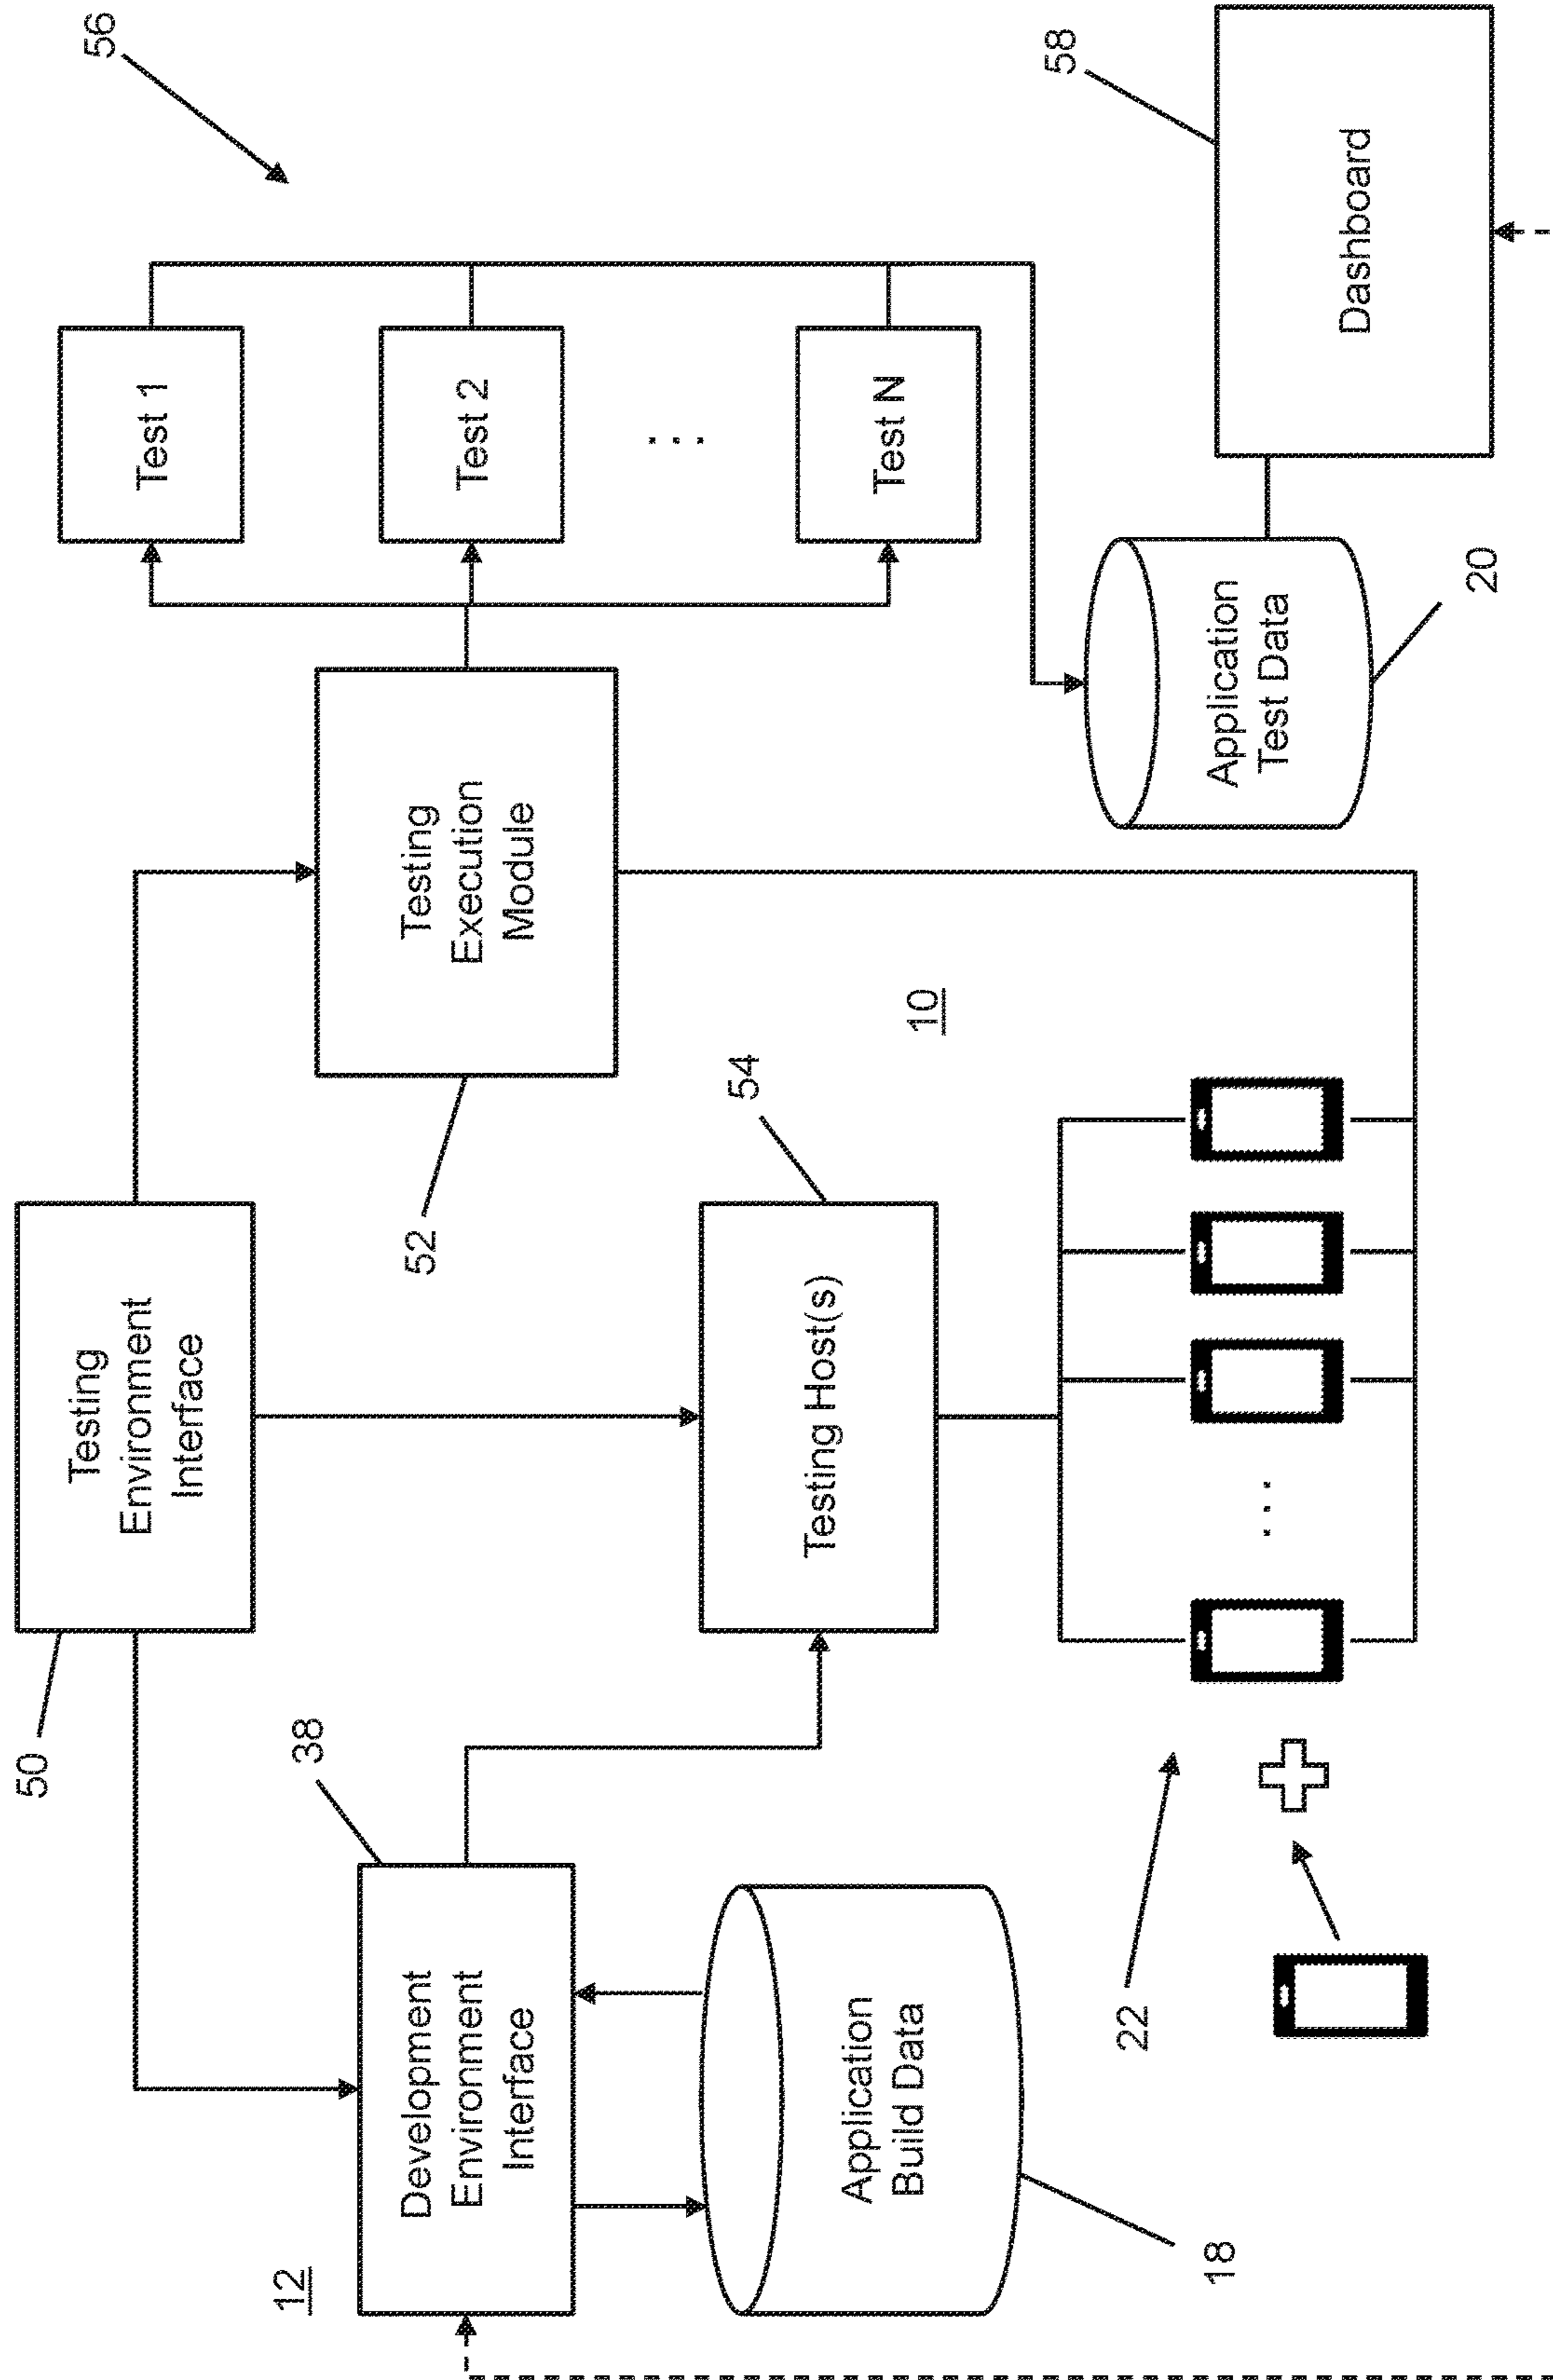 50
Testing
Environment
Interface
56
12
38
Development
Environment
Interface
52
Testing
Execution
Module
Test 1
Test 2
...
Test N
Application
Build Data
18
54
Testing Host(s)
10
22
...
Application
Test Data
20
58
Dashboard